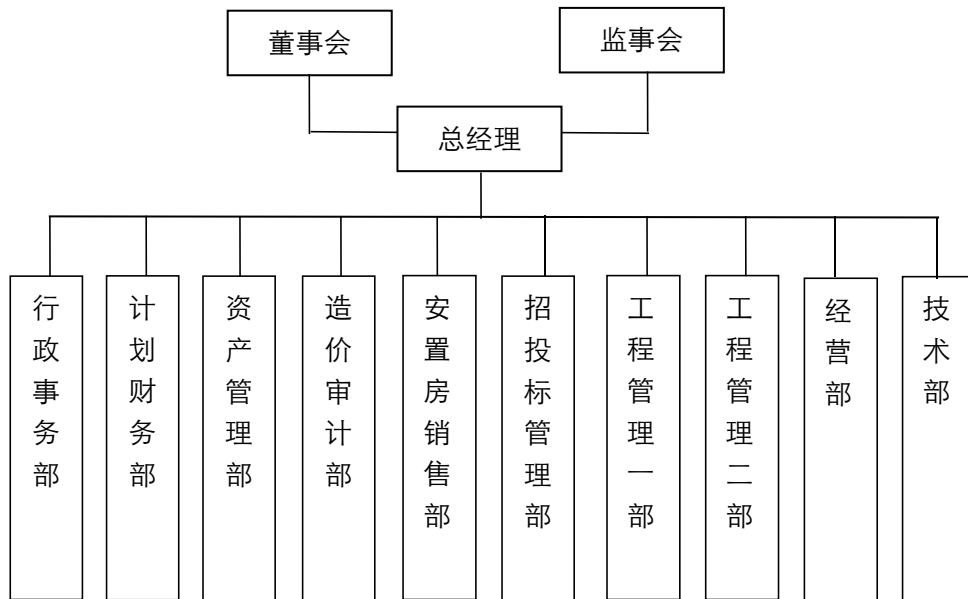 董事会
监事会
总经理
行政事务部
计划财务部
资产管理部
造价审计部
安置房销售部
招投标管理部
工程管理一部
工程管理二部
经营部
技术部